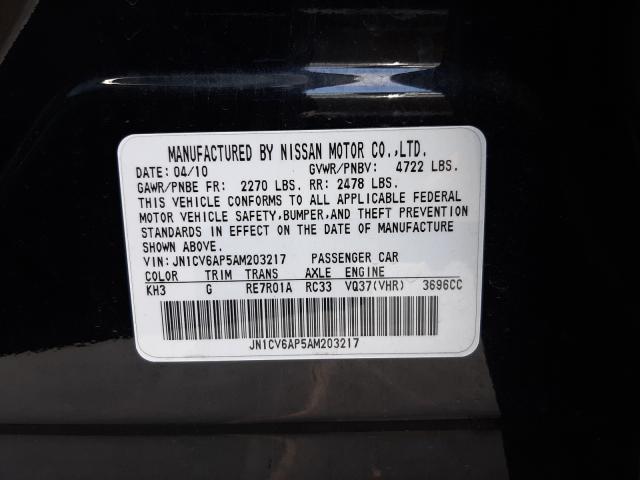 MANUFACTURED BY NISSAN MOTOR CO.,LTD.
DATE: 04/10 GVWR/PNBV: 4722 LBS.
GAWR/PNBE FR: 2270 LBS. RR: 2478 LBS.
THIS VEHICLE CONFORMS TO ALL APPLICABLE FEDERAL
MOTOR VEHICLE SAFETY,BUMPER,AND THEFT PREVENTION
STANDARDS IN EFFECT ON THE DATE OF MANUFACTURE
SHOWN ABOVE.
VIN: JN1CV6AP5AM203217 PASSENGER CAR
COLOR TRIM TRANS AXLE ENGINE
KH3 G RE7R01A RC33 VQ37(VHR) 3696CC
JN1CV6AP5AM203217